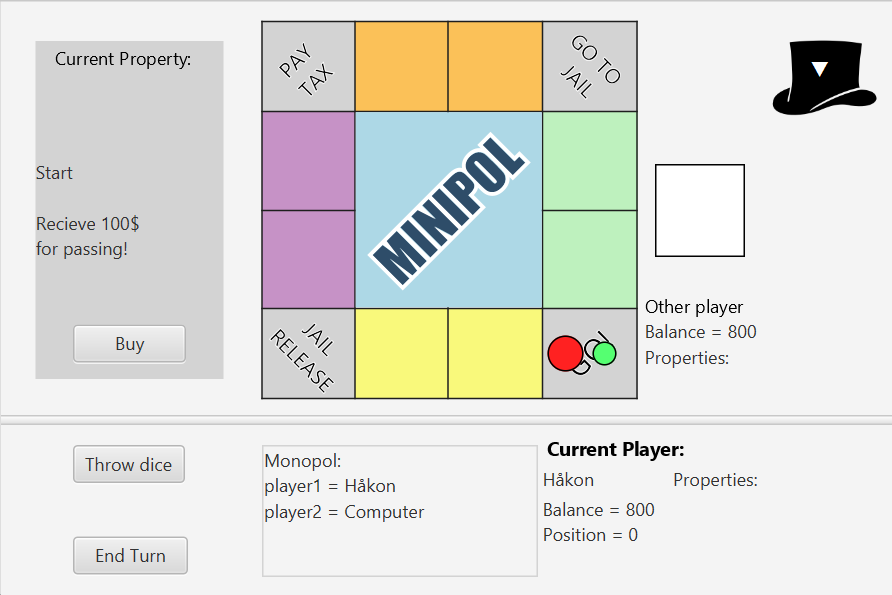 Current Property:
Start
Recieve 100$
for passing!
Buy
PAY
TAX
GO TO
JAIL
MINIPOL
JAIL
RELEASE
Other player
Balance = 800
Properties:
Throw dice
End Turn
Monopol:
player1 = Håkon
player2 = Computer
Current Player:
Håkon
Properties:
Balance = 800
Position = 0